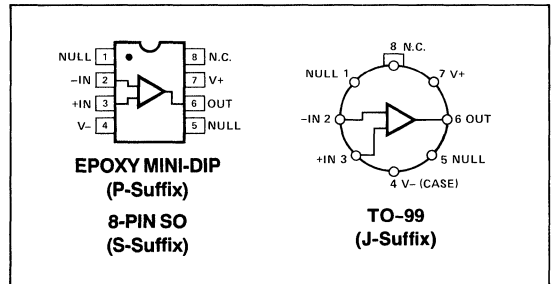 NULL 1
8 N.C.
-IN 2
7 V+
+IN 3
6 OUT
V- 4
5 NULL
EPOXY MINI-DIP
(P-Suffix)
8-PIN SO
(S-Suffix)
8 N.C.
NULL 1
7 V+
-IN 2
6 OUT
+IN 3
5 NULL
4 V- (CASE)
TO-99
(J-Suffix)